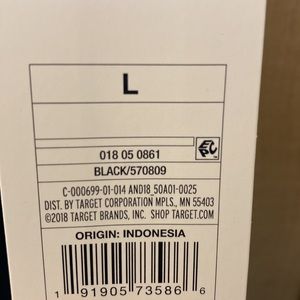 L
018 05 0861
EPC
BLACK/570809
C-000699-01-014 AND18_50A01-0025
DIST. BY TARGET CORPORATION MPLS., MN 55403
©2018 TARGET BRANDS, INC. SHOP TARGET.COM
ORIGIN: INDONESIA
1 91905 73586 6